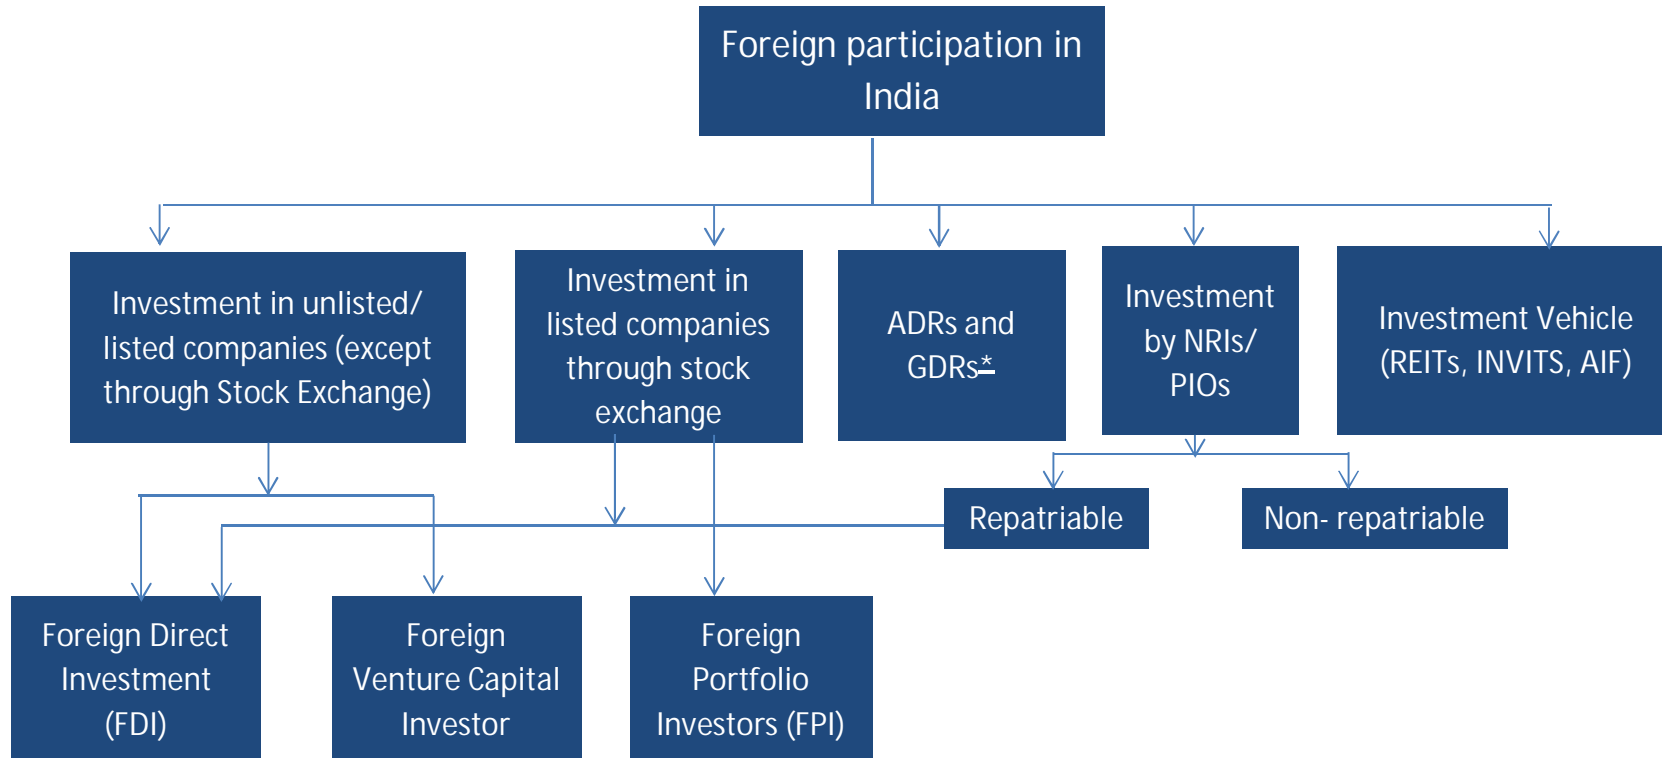 Foreign participation in
India
Investment in unlisted/
listed companies (except
through Stock Exchange)
Investment in
listed companies
through stock
exchange
ADRs and
GDRs*
Investment
by NRIs/
PIOs
Investment Vehicle
(REITs, INVITS, AIF)
Repatriable
Non- repatriable
Foreign Direct
Investment
(FDI)
Foreign
Venture Capital
Investor
Foreign
Portfolio
Investors (FPI)